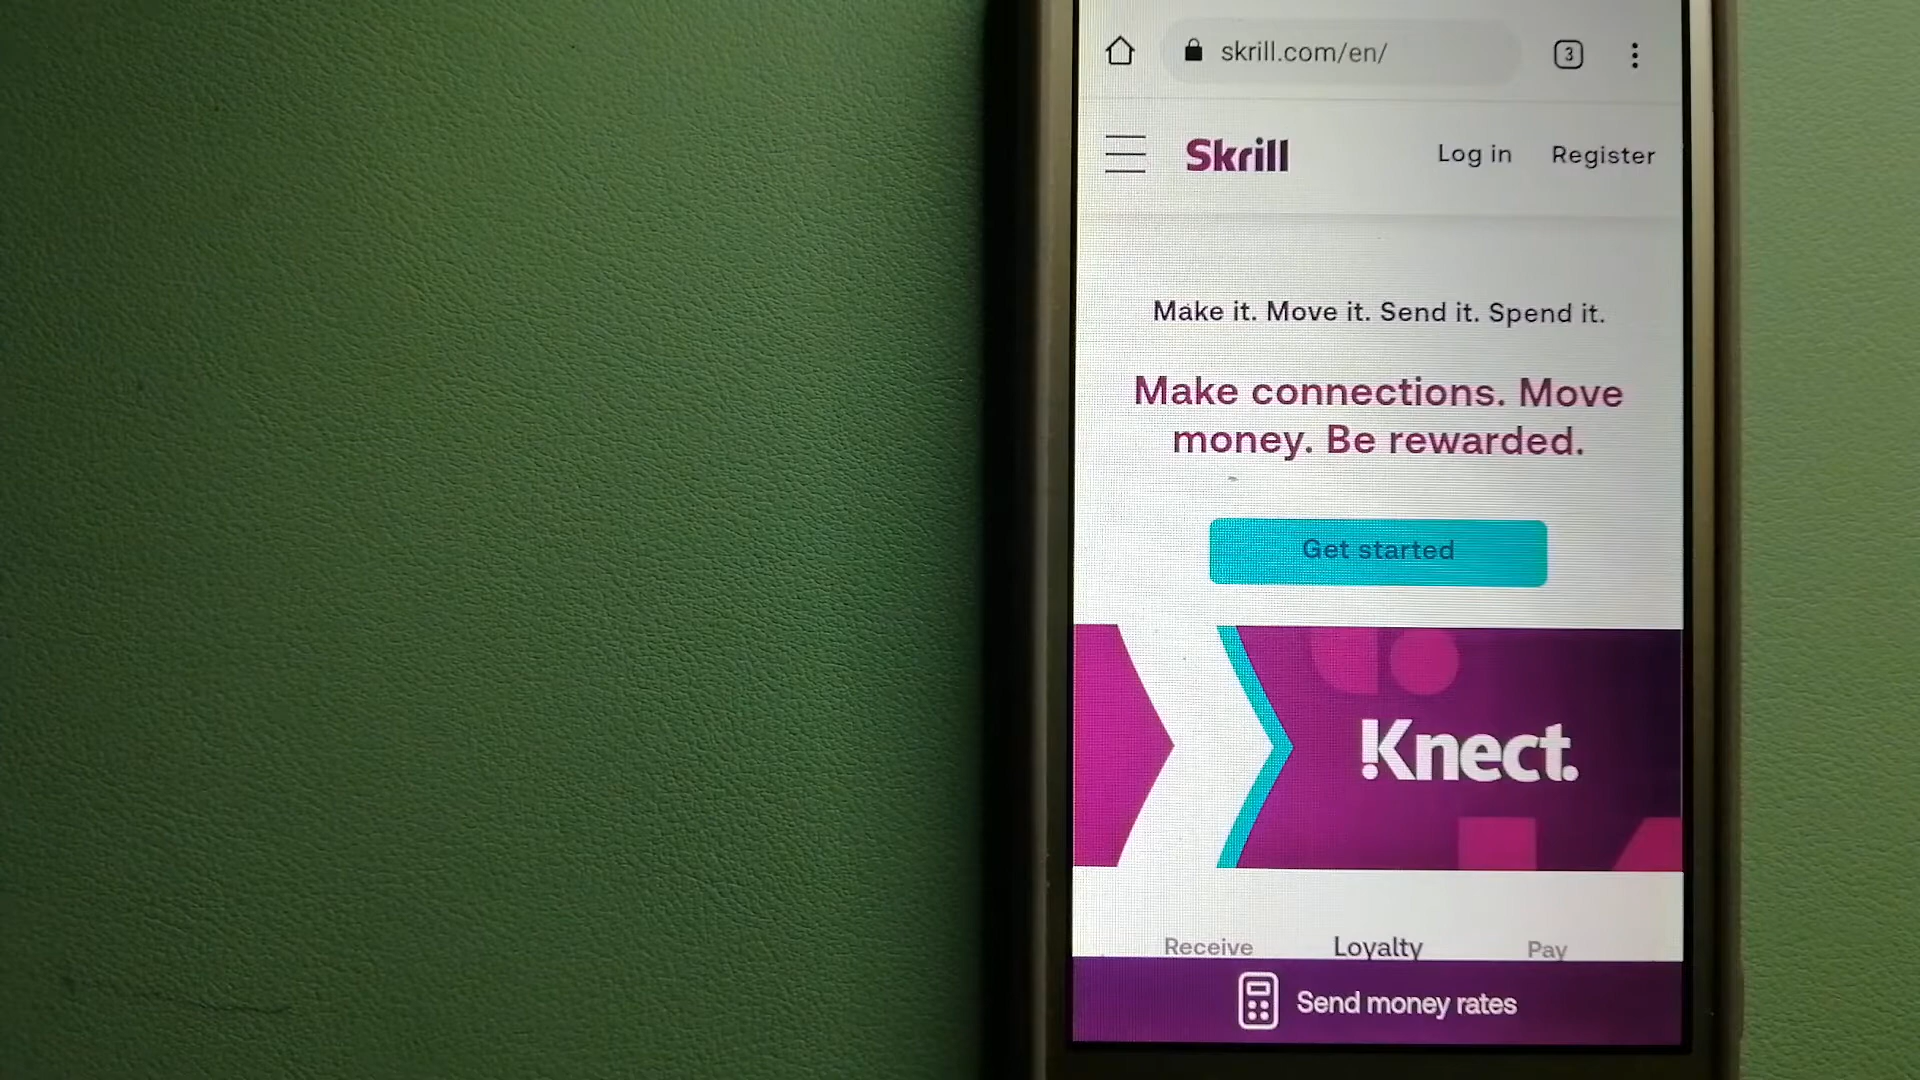 skrill.com/en/
3
Skrill
Log in
Register
Make it. Move it. Send it. Spend it.
Make connections. Move
money. Be rewarded.
Get started
Knect.
Receive
Loyalty
Pay
Send money rates